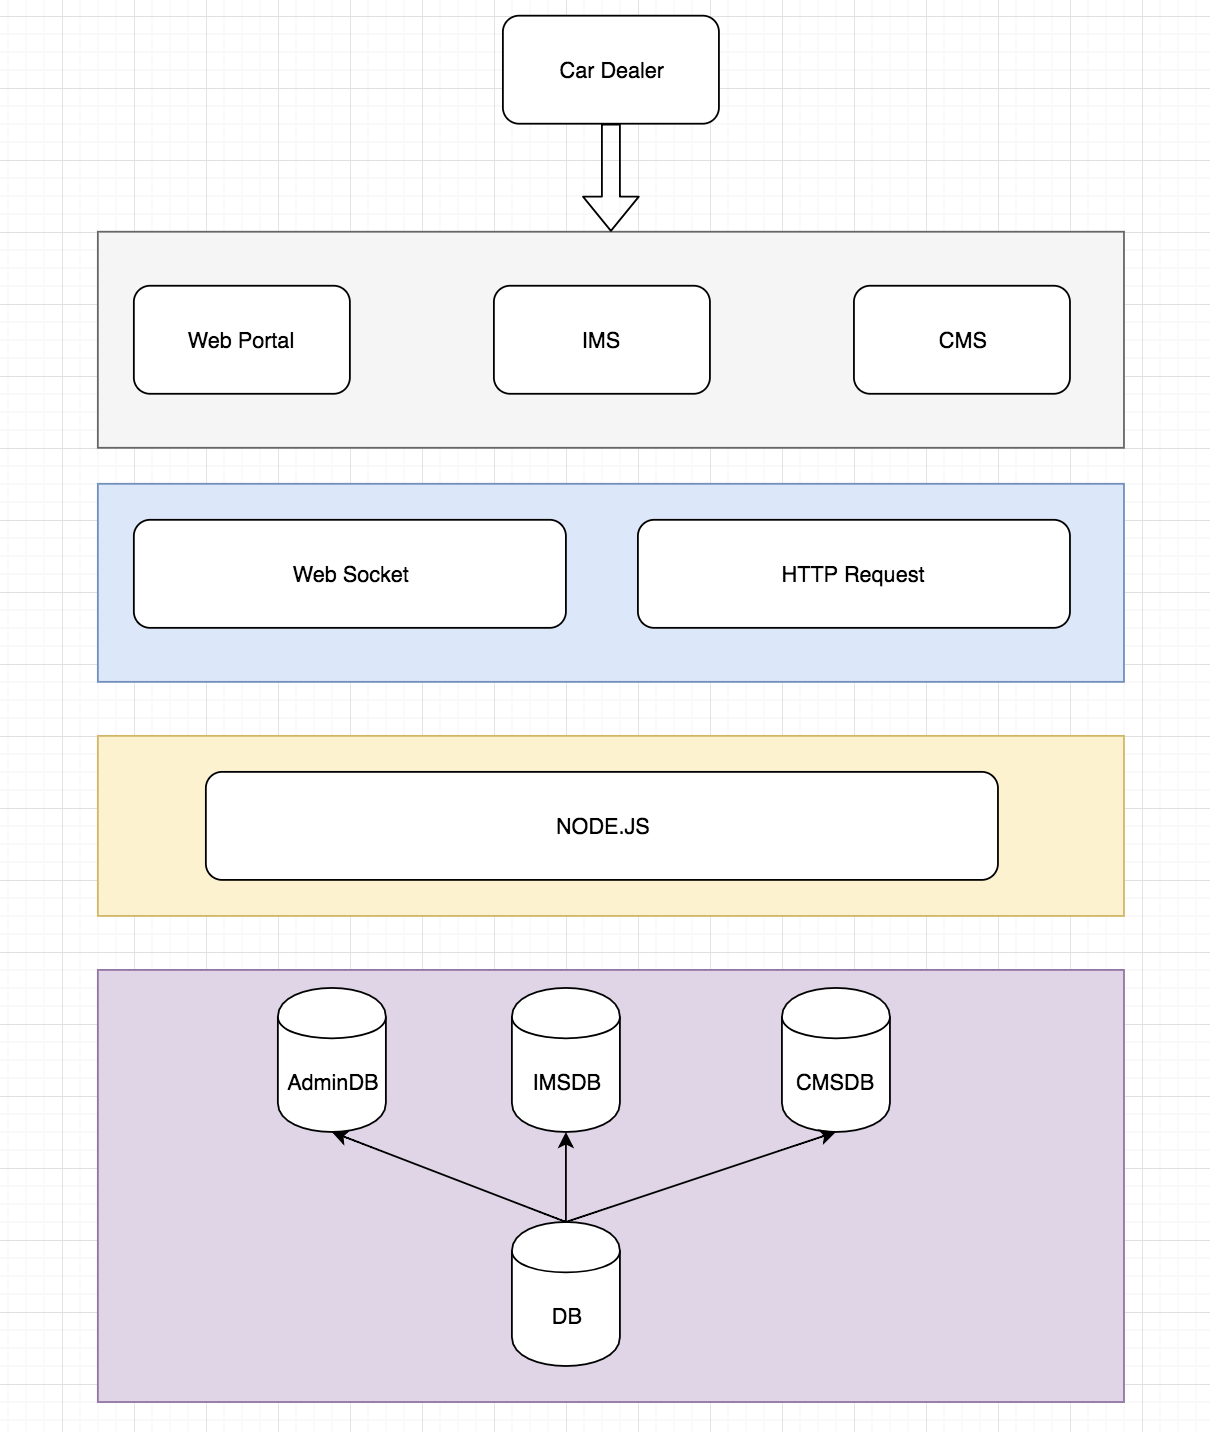 Car Dealer
Web Portal
IMS
CMS
Web Socket
HTTP Request
NODE.JS
AdminDB
IMSDB
CMSDB
DB